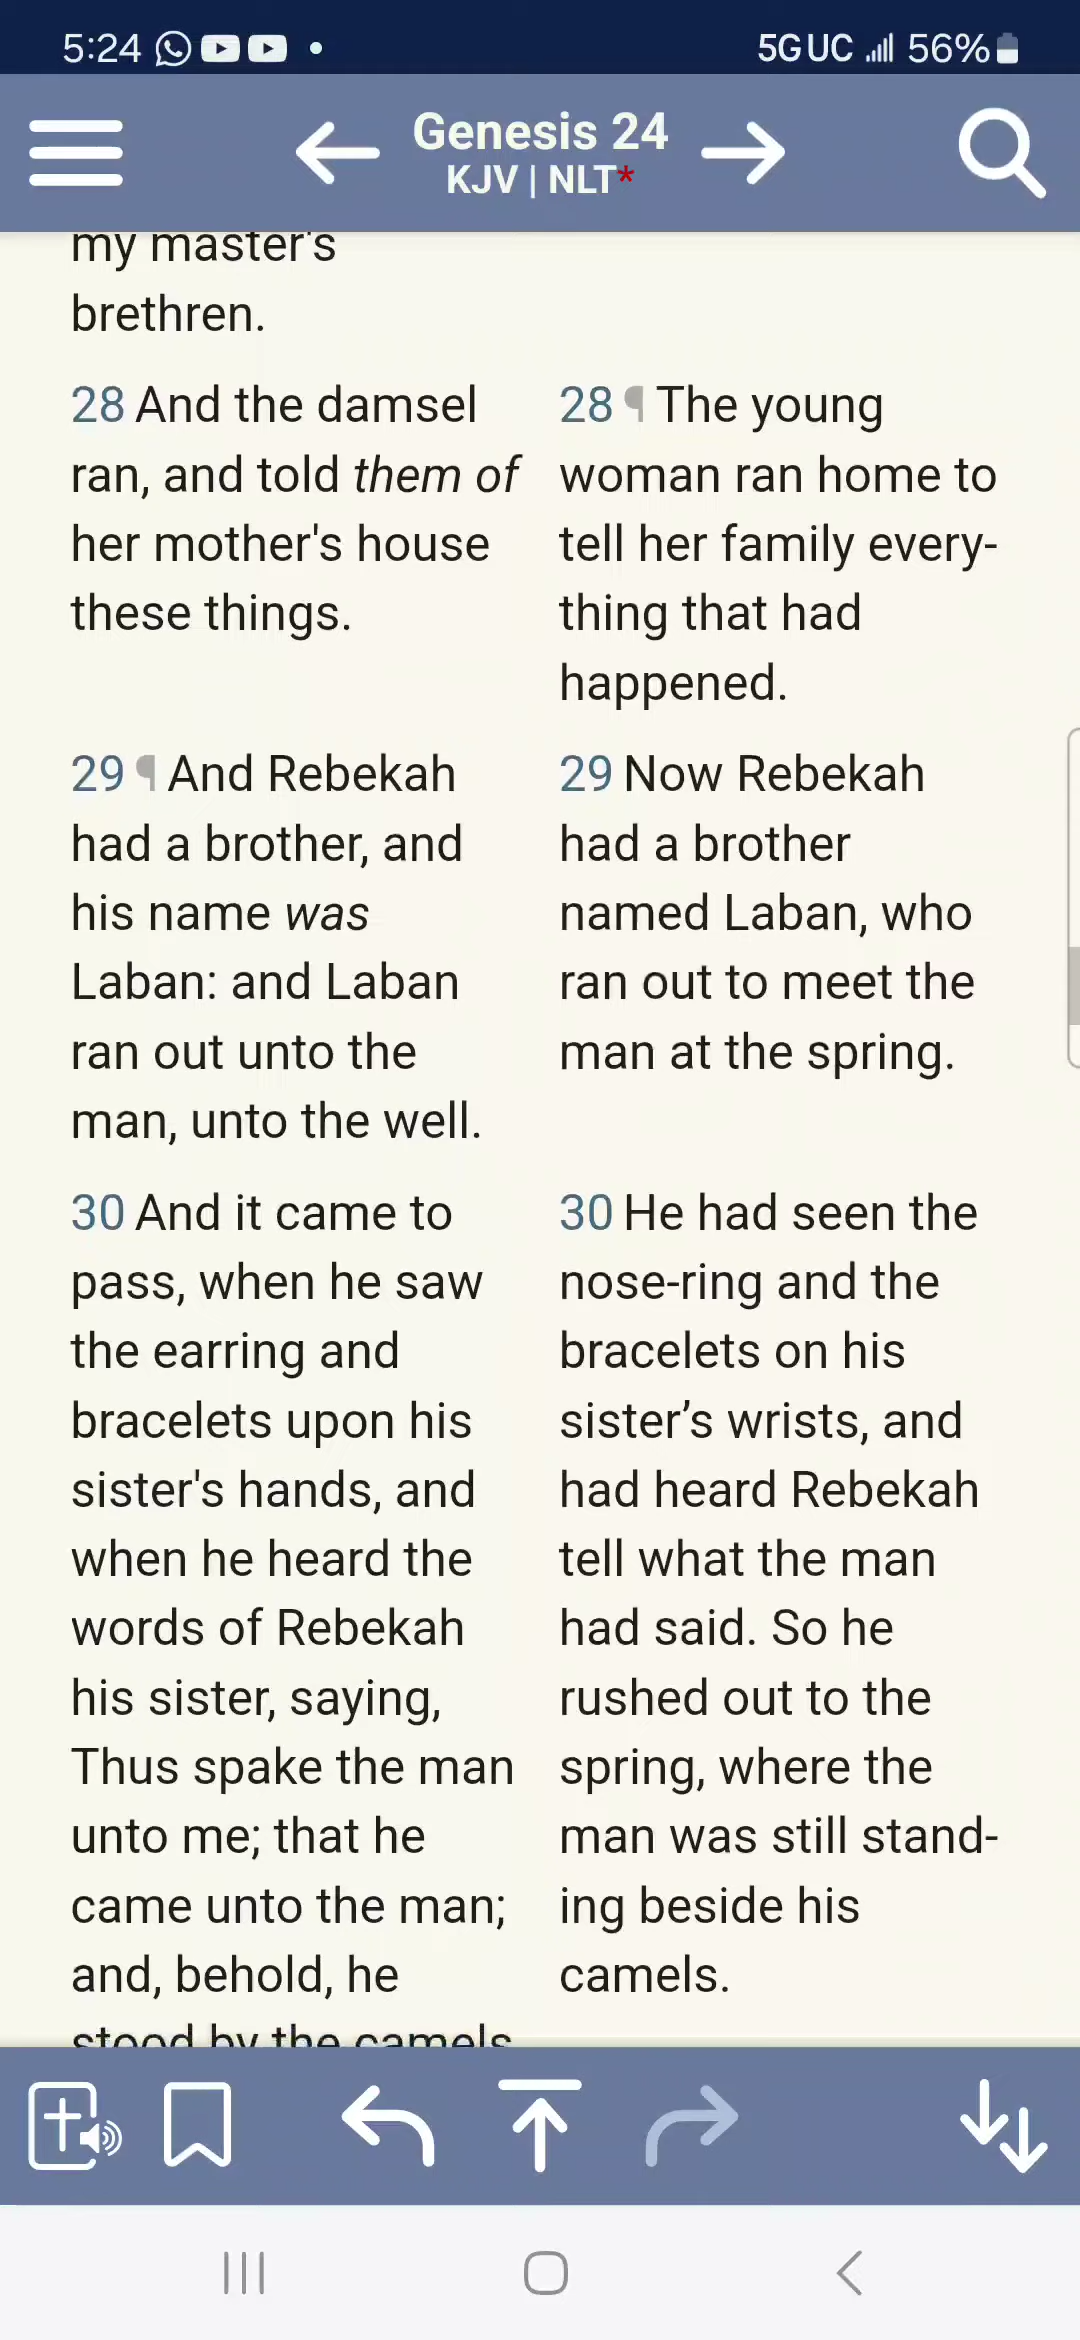 5:24
5G UC 56%
Genesis 24
KJV | NLT*
my master's
brethren.
28 And the damsel
ran, and told them of
her mother's house
these things.
29 ¶ And Rebekah
had a brother, and
his name was
Laban: and Laban
ran out unto the
man, unto the well.
30 And it came to
pass, when he saw
the earring and
bracelets upon his
sister's hands, and
when he heard the
words of Rebekah
his sister, saying,
Thus spake the man
unto me; that he
came unto the man;
and, behold, he
stood by the camels
28 ¶ The young
woman ran home to
tell her family every-
thing that had
happened.
29 Now Rebekah
had a brother
named Laban, who
ran out to meet the
man at the spring.
30 He had seen the
nose-ring and the
bracelets on his
sister’s wrists, and
had heard Rebekah
tell what the man
had said. So he
rushed out to the
spring, where the
man was still stand-
ing beside his
camels.